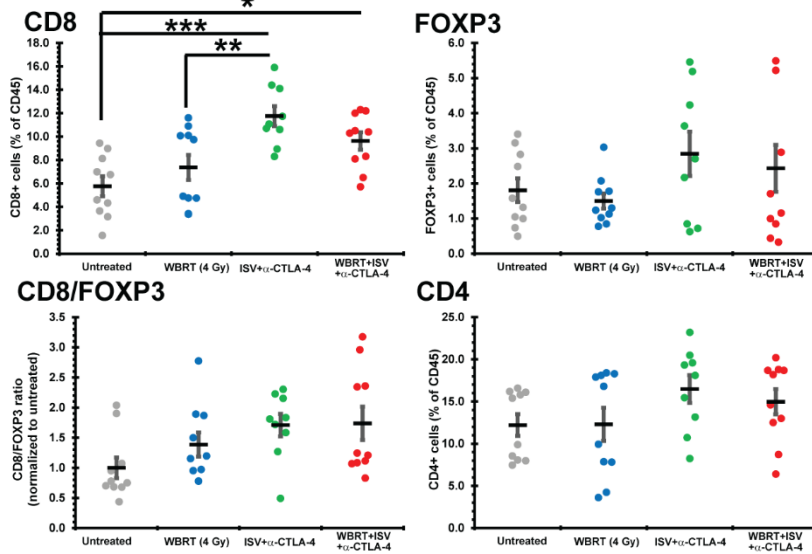 *
CD8
***
**
CD8+ cells (% of CD45)
18.0
16.0
14.0
12.0
10.0
8.0
6.0
4.0
2.0
0.0
Untreated
WBRT (4 Gy)
ISV+α-CTLA-4
WBRT+ISV
+α-CTLA-4
FOXP3
FOXP3+ cells (% of CD45)
6.0
5.0
4.0
3.0
2.0
1.0
0.0
Untreated
WBRT (4 Gy)
ISV+α-CTLA-4
WBRT+ISV
+α-CTLA-4
CD8/FOXP3
CD8/FOXP3 ratio
(normalized to untreated)
3.5
3.0
2.5
2.0
1.5
1.0
0.5
0.0
Untreated
WBRT (4 Gy)
ISV+α-CTLA-4
WBRT+ISV
+α-CTLA-4
CD4
CD4+ cells (% of CD45)
25.0
20.0
15.0
10.0
5.0
0.0
Untreated
WBRT (4 Gy)
ISV+α-CTLA-4
WBRT+ISV
+α-CTLA-4